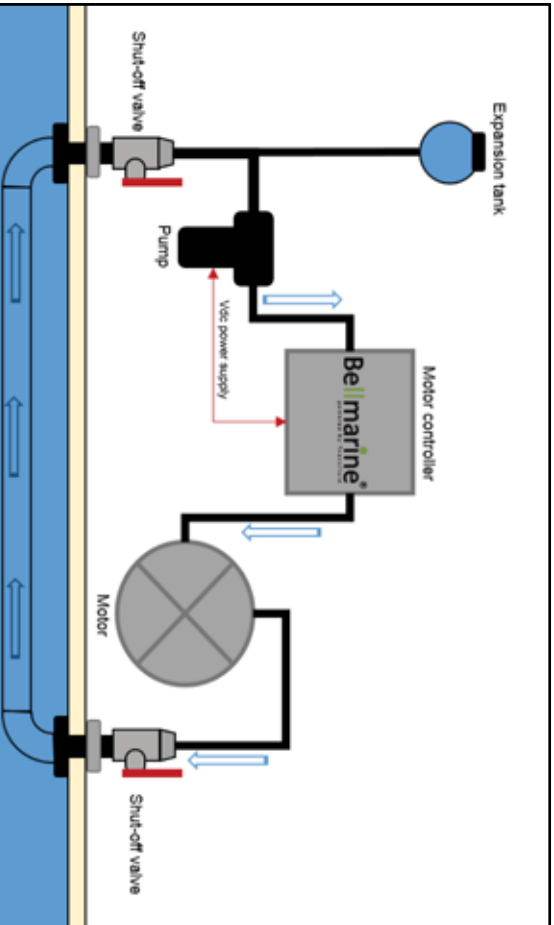 Expansion tank
Motor controller
Bellmarine®
Vdc power supply
Pump
Shut-off valve
Shut-off valve
Motor